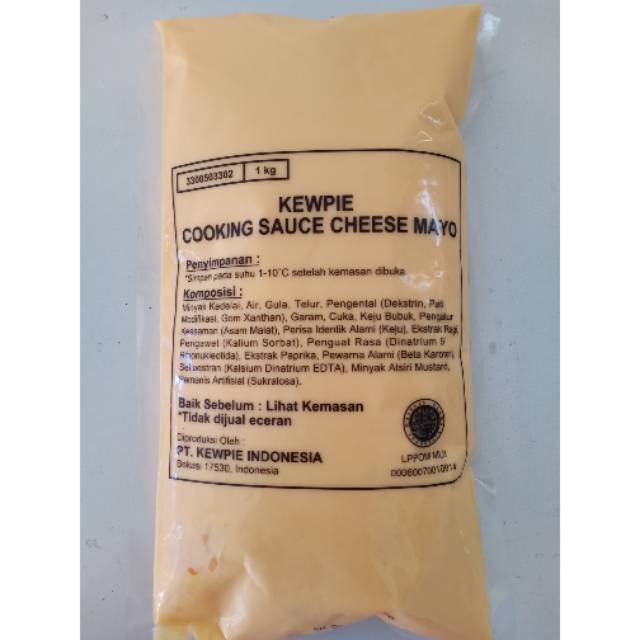 3300503302 1 kg
KEWPIE
COOKING SAUCE CHEESE MAYO
Penyimpanan :
*Simpan pada suhu 1-10°C setelah kemasan dibuka
Komposisi :
Minyak Kedelai, Air, Gula, Telur, Pengental (Dekstrin, Pati
Modifikasi, Gom Xanthan), Garam, Cuka, Keju Bubuk, Pengatur
Keasaman (Asam Malat), Perisa Identik Alami (Keju), Ekstrak Ragi,
Pengawet (Kalium Sorbat), Penguat Rasa (Dinatrium 5'
Ribonukleotida), Ekstrak Paprika, Pewarna Alami (Beta Karoten),
Sekuestran (Kalsium Dinatrium EDTA), Minyak Atsiri Mustard,
Pemanis Artifisial (Sukralosa).
Baik Sebelum : Lihat Kemasan
*Tidak dijual eceran
Diproduksi Oleh :
PT. KEWPIE INDONESIA
Bekasi 17530, Indonesia
LPPOM MUI
00060070010914